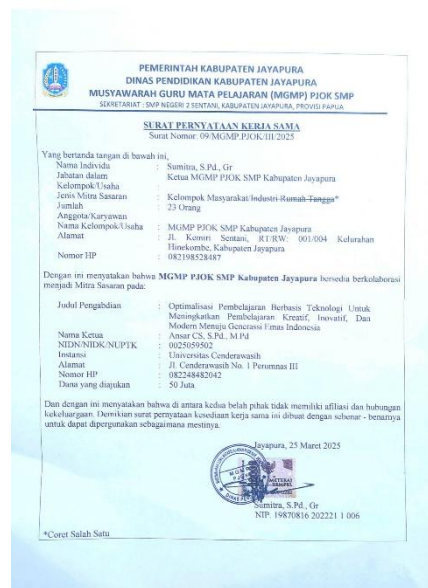 PEMERINTAH KABUPATEN JAYAPURA
DINAS PENDIDIKAN KABUPATEN JAYAPURA
MUSYAWARAH GURU MATA PELAJARAN (MGMP) PJOK SMP
SEKRETARIAT : SMP NEGERI 2 SENTANI, KABUPATEN JAYAPURA, PROVISI PAPUA
SURAT PERNYATAAN KERJA SAMA
Surat Nomor: 09/MGMP.PJOK/III/2025
Yang bertanda tangan di bawah ini,
Nama Individa : Sumitra, S.Pd., Gr
Jabatan dalam Ketua MGMP PJOK SMP Kabupaten Jayapura
Kelompok/Usaha :
Jenis Mitra Sasaran : Kelompok Masyarakat/Industri Rumah Tangga*
Jumlah : 23 Orang
Anggota/Karyawan
Nama Kelompok/Usaha : MGMP PJOK SMP Kabupaten Jayapura
Alamat : Jl. Kemiri Sentani, RT/RW: 001/004 Kelurahan
Hinekombe, Kabupaten Jayapura
Nomor HP : 082198528487
Dengan ini menyatakan bahwa MGMP PJOK SMP Kabupaten Jayapura bersedia berkolaborasi
menjadi Mitra Sasaran pada:
Judul Pengabdian : Optimalisasi Pembelajaran Berbasis Teknologi Untuk
Meningkatkan Pembelajaran Kreatif, Inovatif, Dan
Modern Menuju Generassi Emas Indonesia
Nama Ketua : Ansar CS, S.Pd., M.Pd
NIDN/NIDK/NUPTK : 0025059502
Instansi : Universitas Cenderawasih
Alamat : Jl. Cenderawasih No. 1 Perumnas III
Nomor HP : 082248482042
Dana yang diajukan : 50 Juta
Dan dengan ini menyatakan bahwa di antara kedua belah pihak tidak memiliki afiliasi dan hubungan
kekeluargaan. Demikian surat pernyataan kesediaan kerja sama ini dibuat dengan sebenar - benarnya
untuk dapat dipergunakan sebagaimana mestinya.
Jayapura, 25 Maret 2025
MGMP
METERAI
TEMPEL
Sumitra, S.Pd., Gr
NIP. 19870816 202221 1 006
*Coret Salah Satu